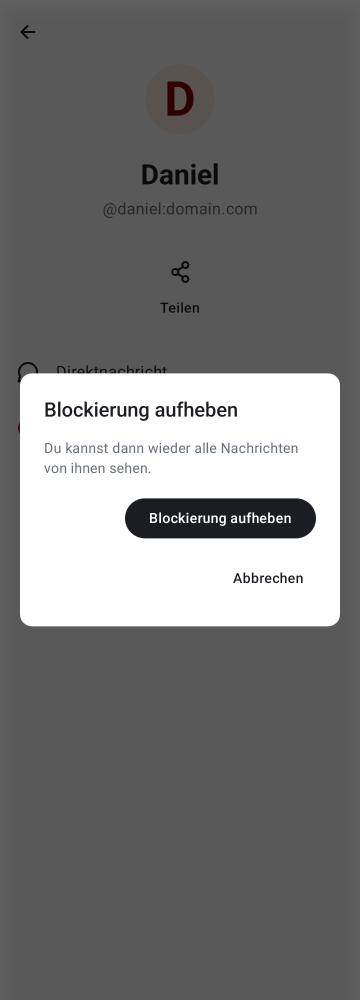 D
Daniel
@daniel:domain.com
Teilen
Direktnachricht
Blockierung aufheben
Du kannst dann wieder alle Nachrichten
von ihnen sehen.
Blockierung aufheben
Abbrechen